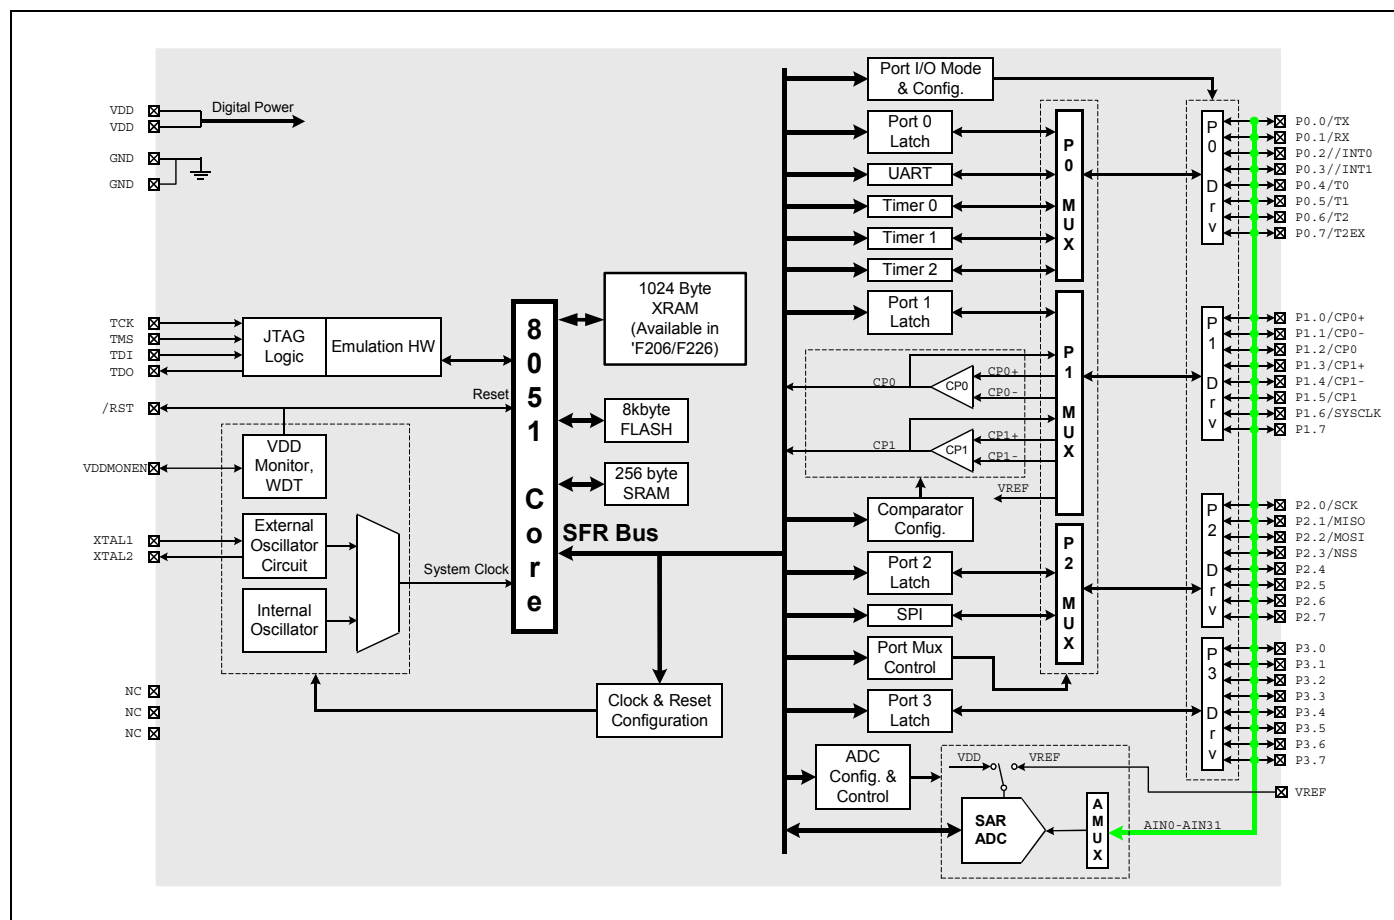 VDD
VDD
Digital Power
GND
GND
TCK
TMS
TDI
TDO
JTAG
Logic
Emulation HW
/RST
Reset
VDD
Monitor,
WDT
VDDMONEN
XTAL1
XTAL2
External
Oscillator
Circuit
Internal
Oscillator
System Clock
NC
NC
NC
8051 Core
1024 Byte
XRAM
(Available in
'F206/F226)
8kbyte
FLASH
256 byte
SRAM
SFR Bus
Clock & Reset
Configuration
Port I/O Mode
& Config.
Port 0
Latch
UART
Timer 0
Timer 1
Timer 2
Port 1
Latch
CP0
CP0
CP0+
CP0-
CP1
CP1
CP1+
CP1-
VREF
Comparator
Config.
Port 2
Latch
SPI
Port Mux
Control
Port 3
Latch
ADC
Config. &
Control
VDD
VREF
SAR
ADC
AMUX
AIN0-AIN31
P0 MUX
P1 MUX
P2 MUX
P0 Drv
P1 Drv
P2 Drv
P3 Drv
P0.0/TX
P0.1/RX
P0.2//INT0
P0.3//INT1
P0.4/T0
P0.5/T1
P0.6/T2
P0.7/T2EX
P1.0/CP0+
P1.1/CP0-
P1.2/CP0
P1.3/CP1+
P1.4/CP1-
P1.5/CP1
P1.6/SYSCLK
P1.7
P2.0/SCK
P2.1/MISO
P2.2/MOSI
P2.3/NSS
P2.4
P2.5
P2.6
P2.7
P3.0
P3.1
P3.2
P3.3
P3.4
P3.5
P3.6
P3.7
VREF